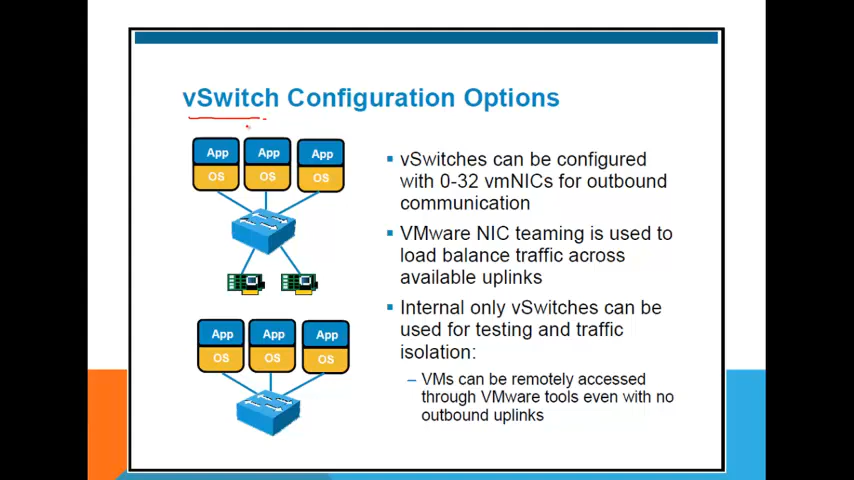 vSwitch Configuration Options
App App App
OS OS OS
App App App
OS OS OS
vSwitches can be configured
with 0-32 vmNICs for outbound
communication
VMware NIC teaming is used to
load balance traffic across
available uplinks
Internal only vSwitches can be
used for testing and traffic
isolation:
– VMs can be remotely accessed
through VMware tools even with no
outbound uplinks